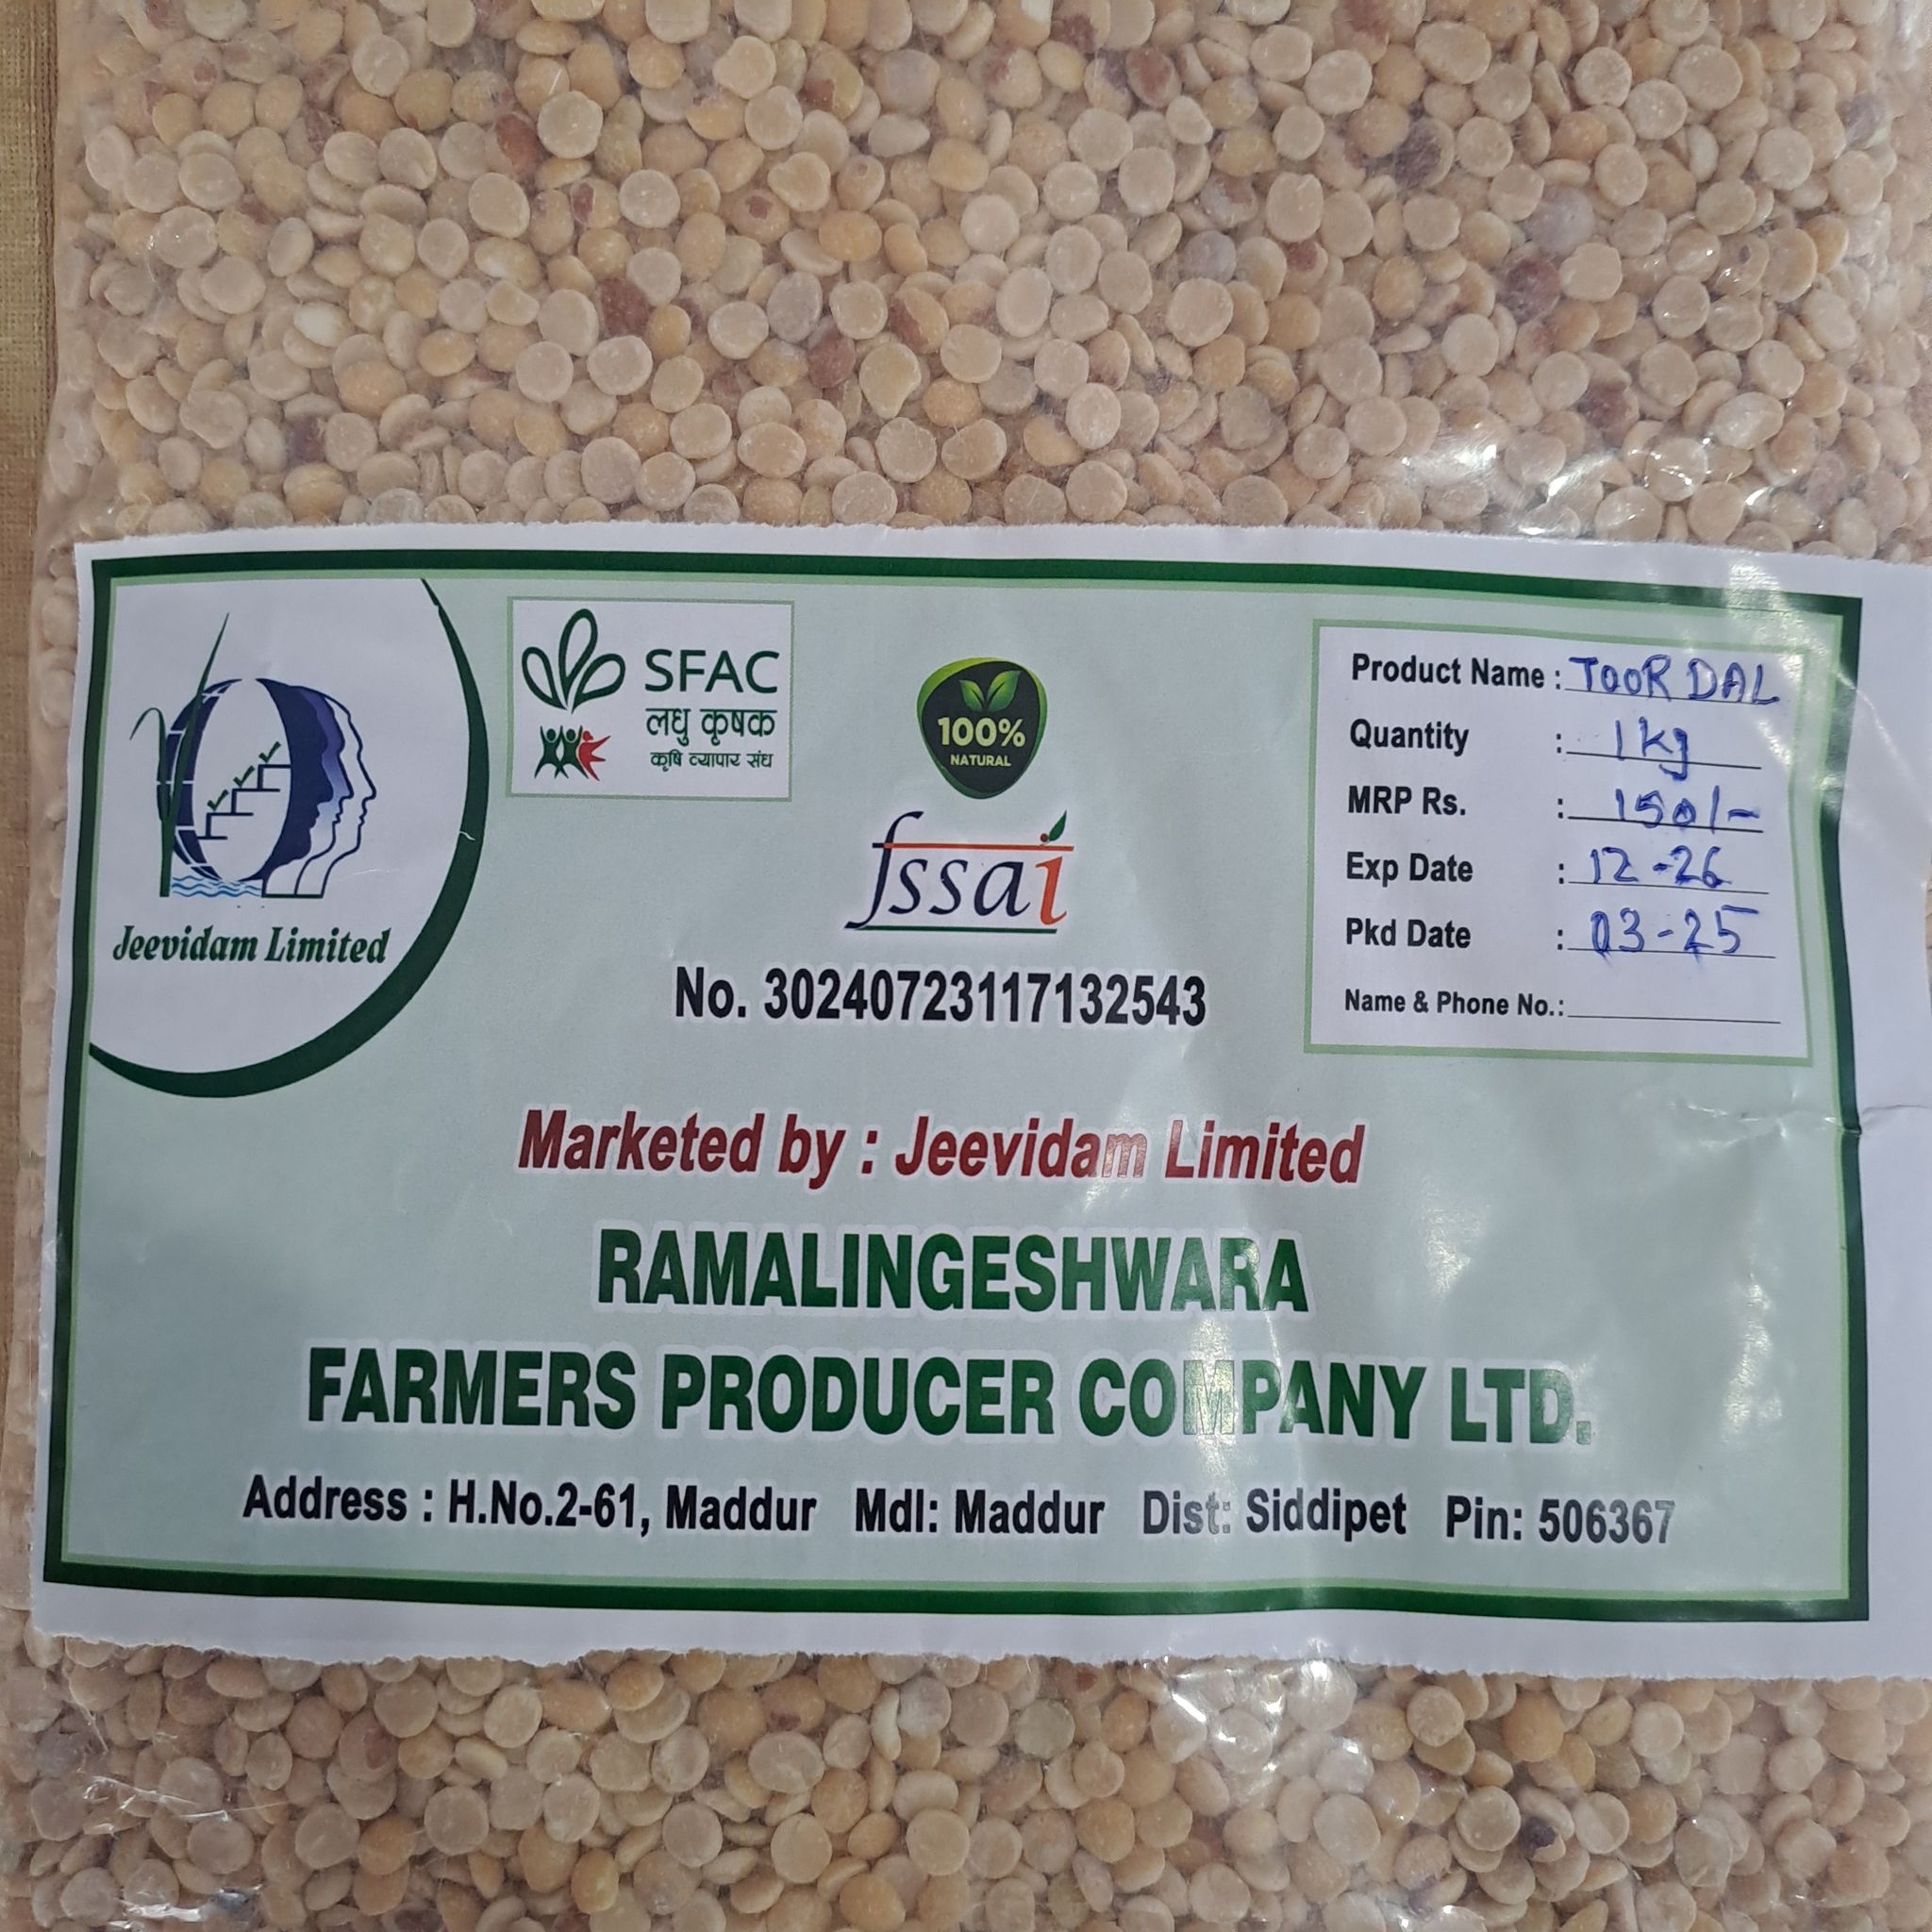 SFAC
लघु कृषक
कृषि व्यापार संघ
100%
NATURAL
fssai
No. 30240723117132543
Jeevidam Limited
Product Name : TOOR DAL
Quantity : 1 kg
MRP Rs. : 150/-
Exp Date : 12-26
Pkd Date : 03-25
Name & Phone No.:
Marketed by : Jeevidam Limited
RAMALINGESHWARA
FARMERS PRODUCER COMPANY LTD.
Address : H.No.2-61, Maddur Mdl: Maddur Dist: Siddipet Pin: 506367